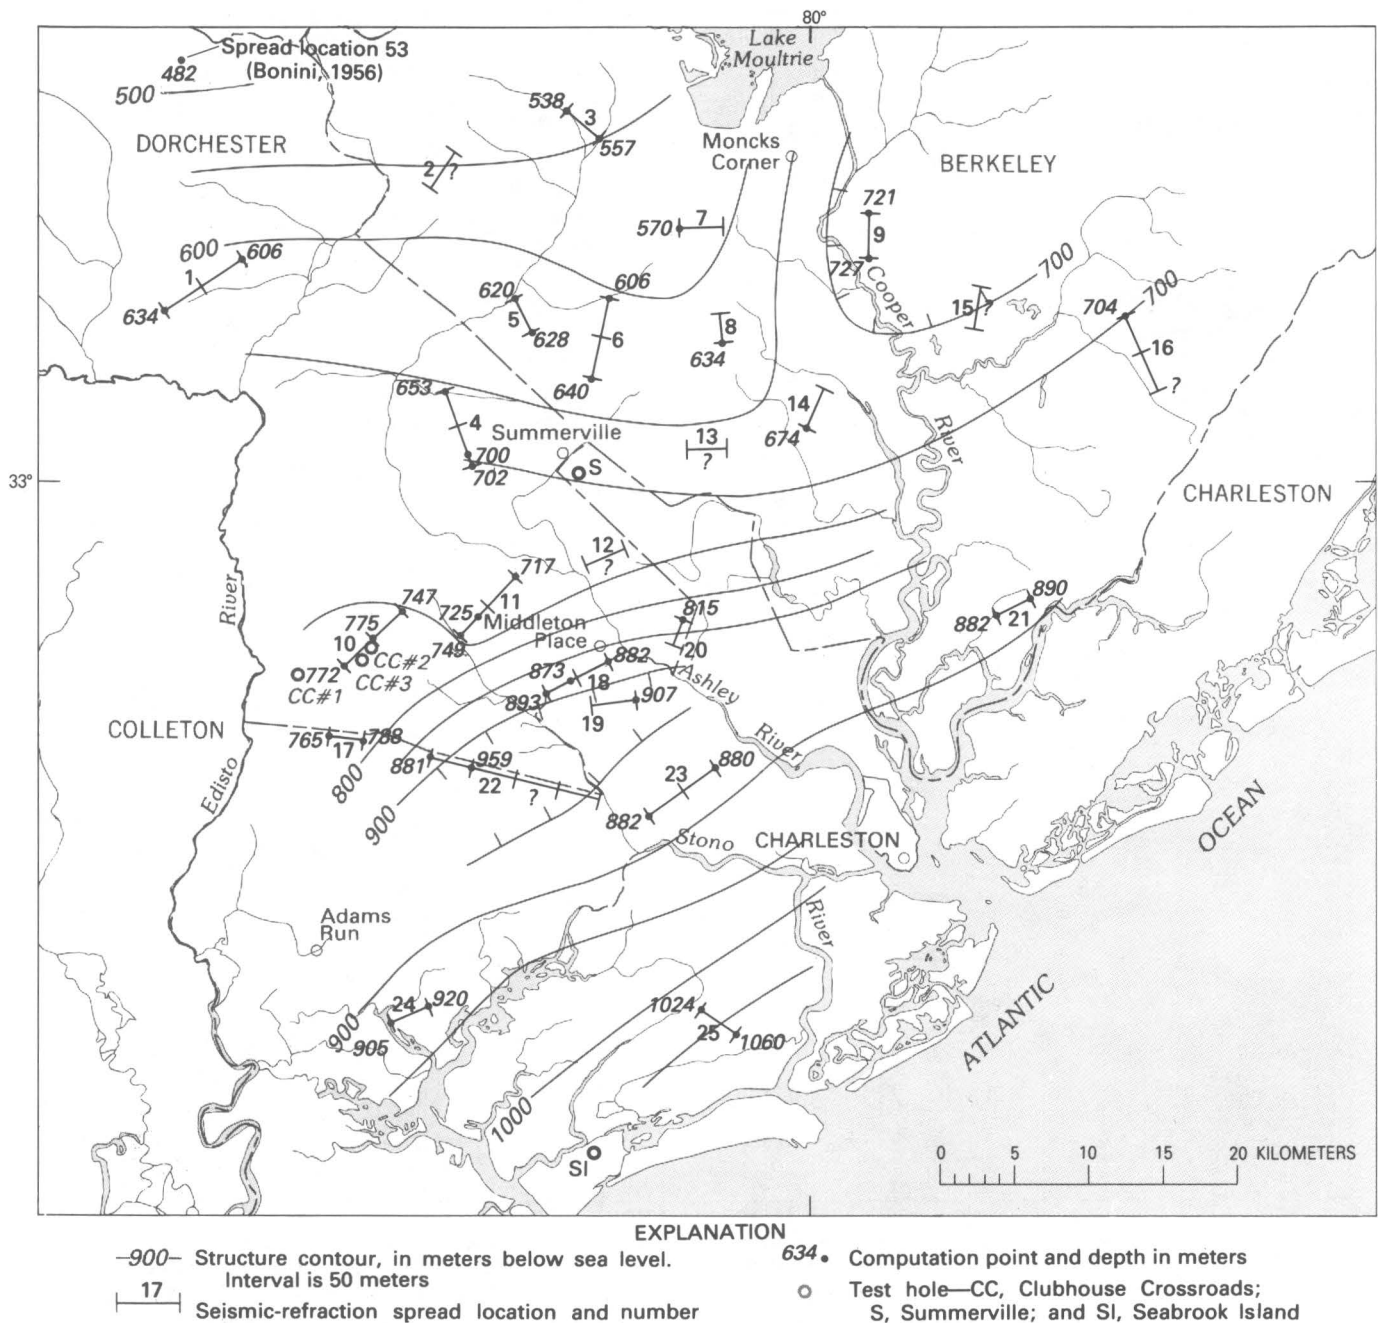 80°
Lake
Moultrie
Spread location 53
(Bonini, 1956)
482
500
538
3
557
DORCHESTER
2
?
Moncks
Corner
BERKELEY
721
570
7
9
727
600
606
1
634
620
5
628
606
6
640
8
634
Cooper
15
?
700
704
700
16
?
653
4
Summerville
700
702
S
13
?
14
674
River
33°
CHARLESTON
12
?
717
11
747
725
775
10
749
Middleton
Place
815
20
882
21
890
River
772
CC#2
CC#3
CC#1
873
882
18
893
907
19
Ashley
River
COLLETON
765
17
788
800
881
959
22
?
900
880
23
882
Edisto
Stono
CHARLESTON
River
OCEAN
Adams
Run
24
920
905
900
1024
25
1060
ATLANTIC
1000
SI
0 5 10 15 20 KILOMETERS
EXPLANATION
—900— Structure contour, in meters below sea level.
Interval is 50 meters
17
Seismic-refraction spread location and number
634 Computation point and depth in meters
Test hole—CC, Clubhouse Crossroads;
S, Summerville; and SI, Seabrook Island